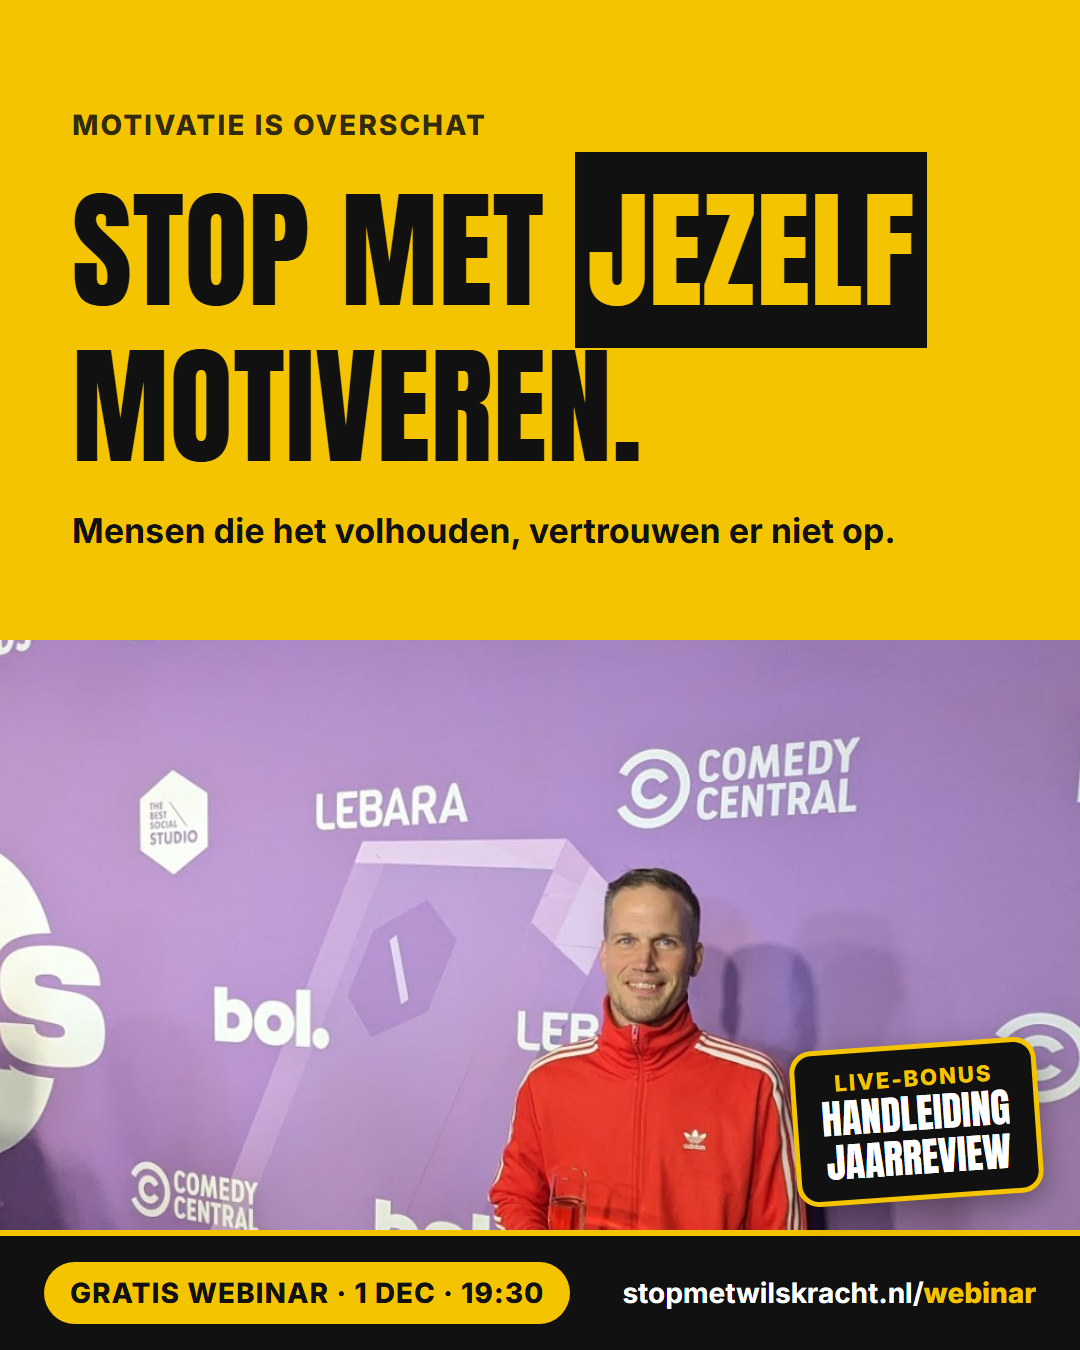 MOTIVATIE IS OVERSCHAT
STOP MET JEZELF
MOTIVEREN.
Mensen die het volhouden, vertrouwen er niet op.
THE
BEST
SOCIAL
STUDIO
LEBARA
COMEDY
CENTRAL
S
bol.
LEB
adidas
COMEDY
CENTRAL
bol
LIVE-BONUS
HANDLEIDING
JAARREVIEW
GRATIS WEBINAR · 1 DEC · 19:30
stopmetwilskracht.nl/webinar